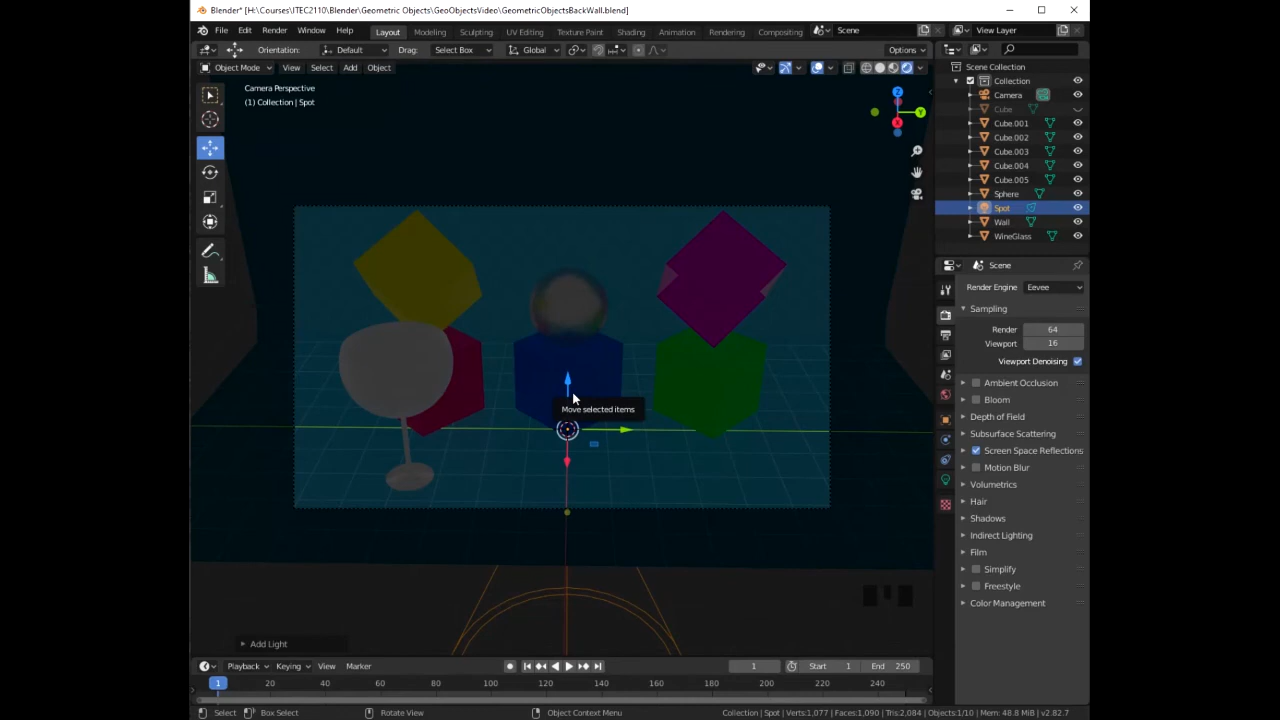 Blender* [H:\Courses\ITEC2110\Blender\Geometric Objects\GeoObjectsVideo\GeometricObjectsBackWall.blend]
File Edit Render Window Help Layout Modeling Sculpting UV Editing Texture Paint Shading Animation Rendering Compositing Scene View Layer
Orientation: Default Drag: Select Box Global Options
Object Mode View Select Add Object
Camera Perspective
(1) Collection | Spot
Z
Y
X
Move selected items
Add Light
Scene Collection
Collection
Camera
Cube
Cube.001
Cube.002
Cube.003
Cube.004
Cube.005
Sphere
Spot
Wall
WineGlass
Scene
Render Engine Eevee
Sampling
Render 64
Viewport 16
Viewport Denoising
Ambient Occlusion
Bloom
Depth of Field
Subsurface Scattering
Screen Space Reflections
Motion Blur
Volumetrics
Hair
Shadows
Indirect Lighting
Film
Simplify
Freestyle
Color Management
Playback Keying View Marker 1 Start 1 End 250
1 20 40 60 80 100 120 140 160 180 200 220 240
Select Box Select Rotate View Object Context Menu Collection | Spot | Verts:1,077 | Faces:1,090 | Tris:2,084 | Objects:1/10 | Mem: 48.8 MiB | v2.82.7